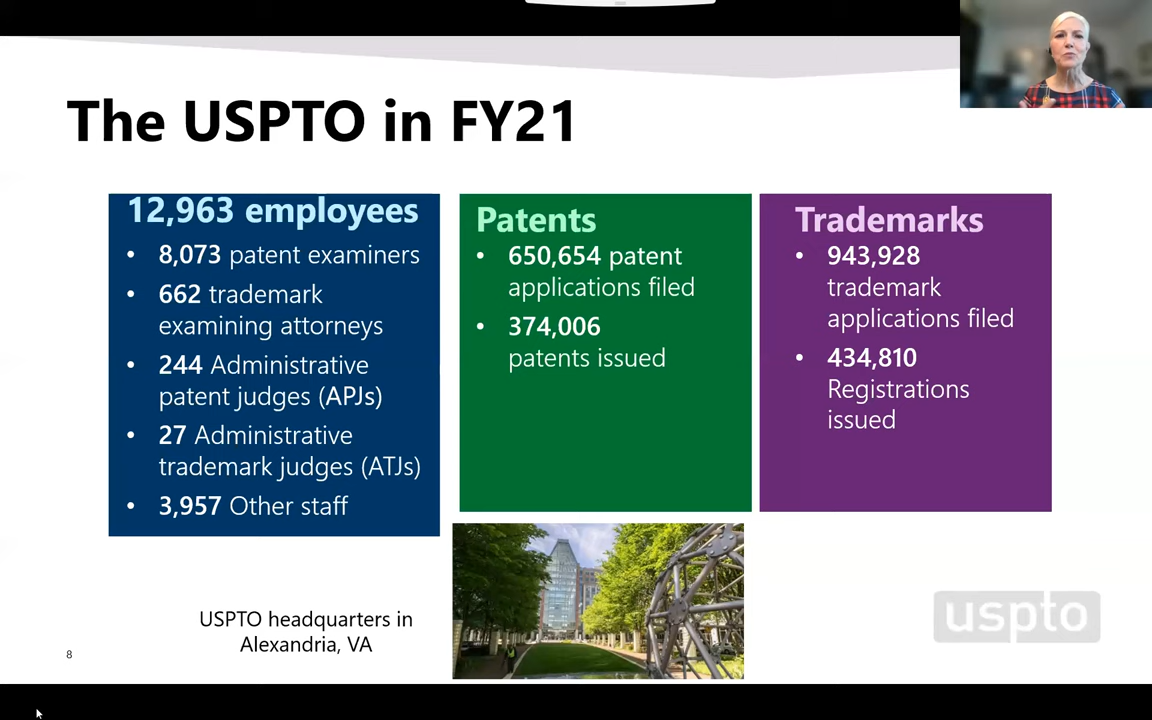 The USPTO in FY21
12,963 employees
• 8,073 patent examiners
• 662 trademark
examining attorneys
• 244 Administrative
patent judges (APJs)
• 27 Administrative
trademark judges (ATJs)
• 3,957 Other staff
Patents
• 650,654 patent
applications filed
• 374,006
patents issued
Trademarks
• 943,928
trademark
applications filed
• 434,810
Registrations
issued
USPTO headquarters in
Alexandria, VA
uspto
8